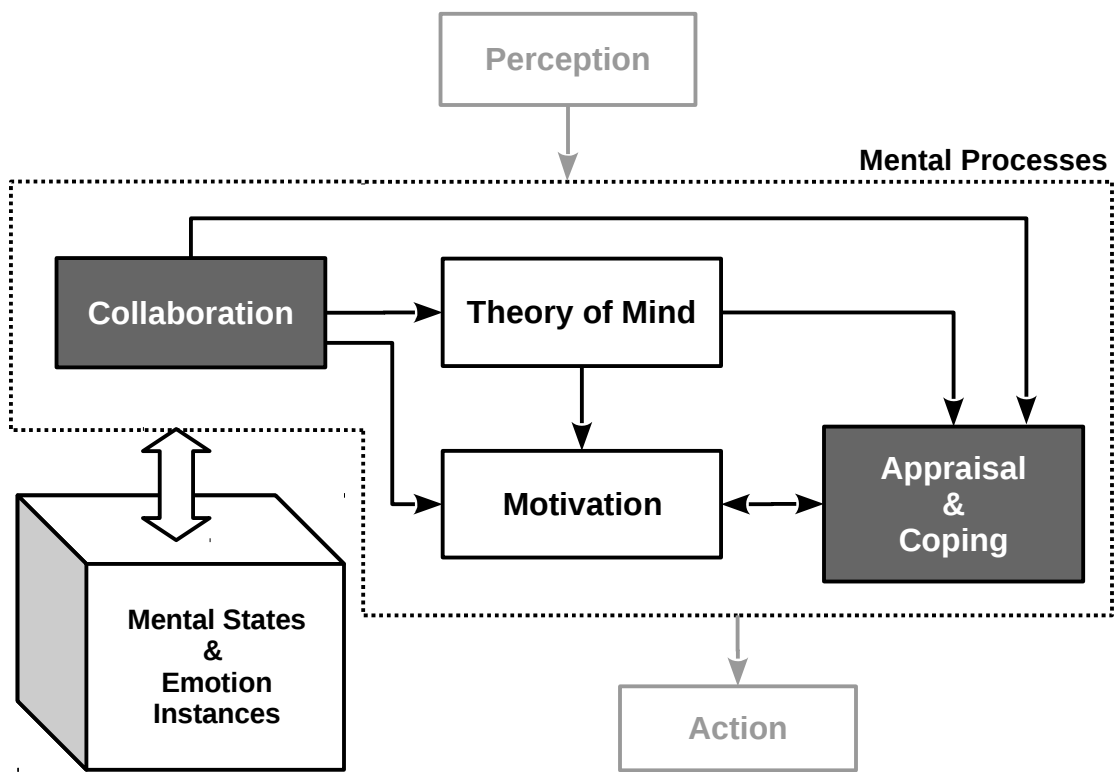 Perception
Mental Processes
Collaboration
Theory of Mind
Motivation
Appraisal
&
Coping
Mental States
&
Emotion
Instances
Action